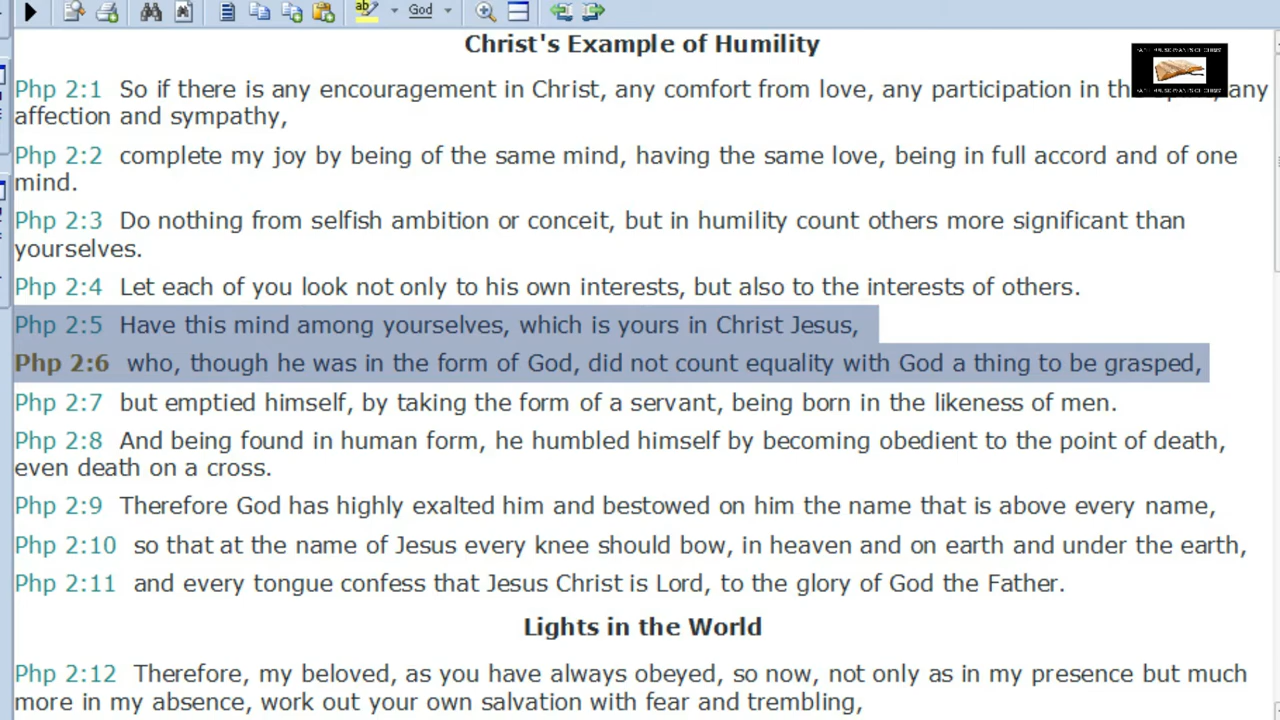 ab God
Christ's Example of Humility
Php 2:1 So if there is any encouragement in Christ, any comfort from love, any participation in any
affection and sympathy,
Php 2:2 complete my joy by being of the same mind, having the same love, being in full accord and of one
mind.
Php 2:3 Do nothing from selfish ambition or conceit, but in humility count others more significant than
yourselves.
Php 2:4 Let each of you look not only to his own interests, but also to the interests of others.
Php 2:5 Have this mind among yourselves, which is yours in Christ Jesus,
Php 2:6 who, though he was in the form of God, did not count equality with God a thing to be grasped,
Php 2:7 but emptied himself, by taking the form of a servant, being born in the likeness of men.
Php 2:8 And being found in human form, he humbled himself by becoming obedient to the point of death,
even death on a cross.
Php 2:9 Therefore God has highly exalted him and bestowed on him the name that is above every name,
Php 2:10 so that at the name of Jesus every knee should bow, in heaven and on earth and under the earth,
Php 2:11 and every tongue confess that Jesus Christ is Lord, to the glory of God the Father.
Lights in the World
Php 2:12 Therefore, my beloved, as you have always obeyed, so now, not only as in my presence but much
more in my absence, work out your own salvation with fear and trembling,